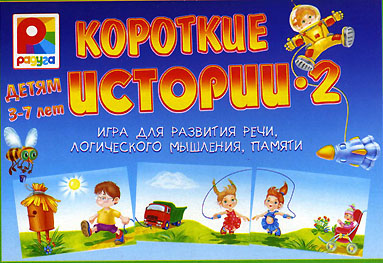 Радуга
КОРОТКИЕ
ИСТОРИИ·2
ДЕТЯМ
3-7 лет
ИГРА ДЛЯ РАЗВИТИЯ РЕЧИ,
ЛОГИЧЕСКОГО МЫШЛЕНИЯ, ПАМЯТИ